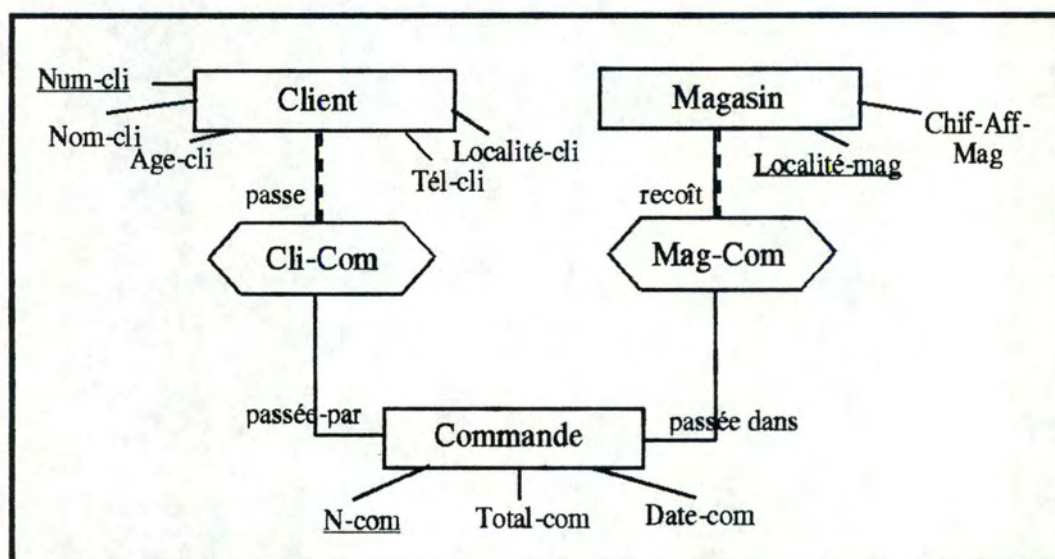 Num-cli
Client
Magasin
Chif-Aff-
Mag
Nom-cli
Age-cli
Localité-cli
Tél-cli
Localité-mag
passe
recoît
Cli-Com
Mag-Com
passée-par
Commande
passée dans
N-com
Total-com
Date-com